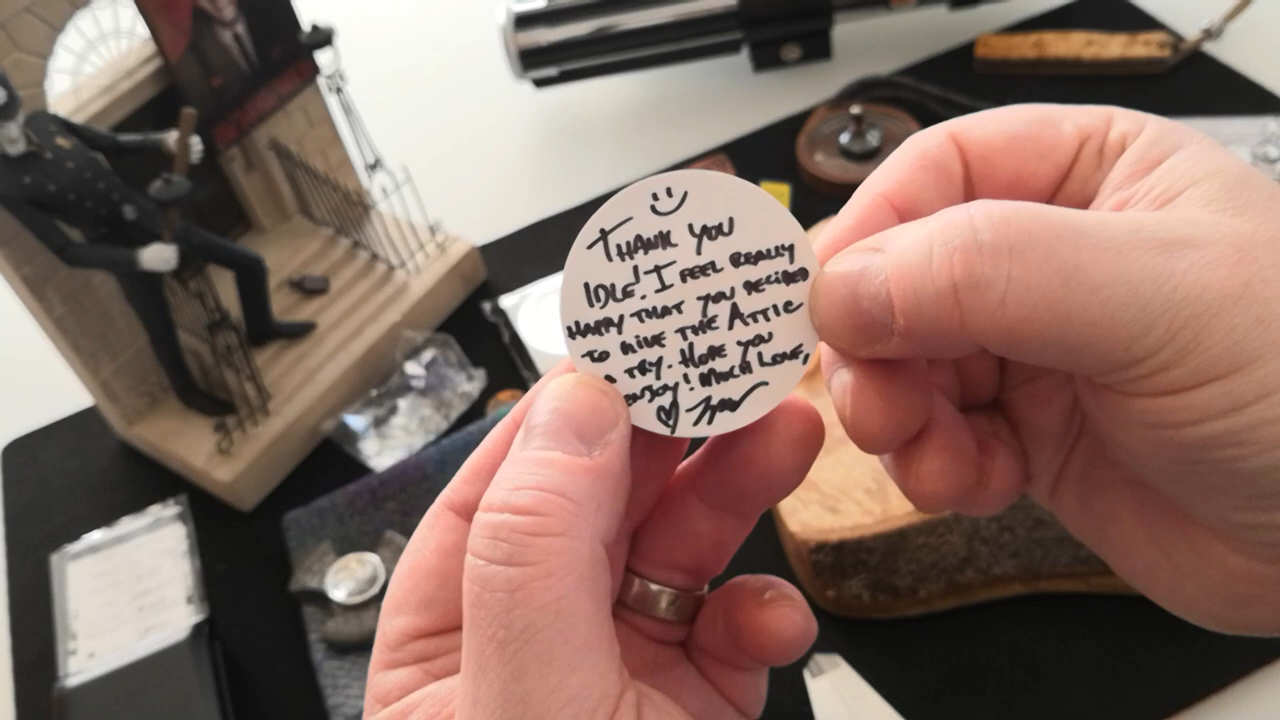 THANK YOU
IDLE! I FEEL REALLY
HAPPY THAT YOU DECIDED
TO GIVE THE ATTIC
A TRY. HOPE YOU
ENJOY! MUCH LOVE,